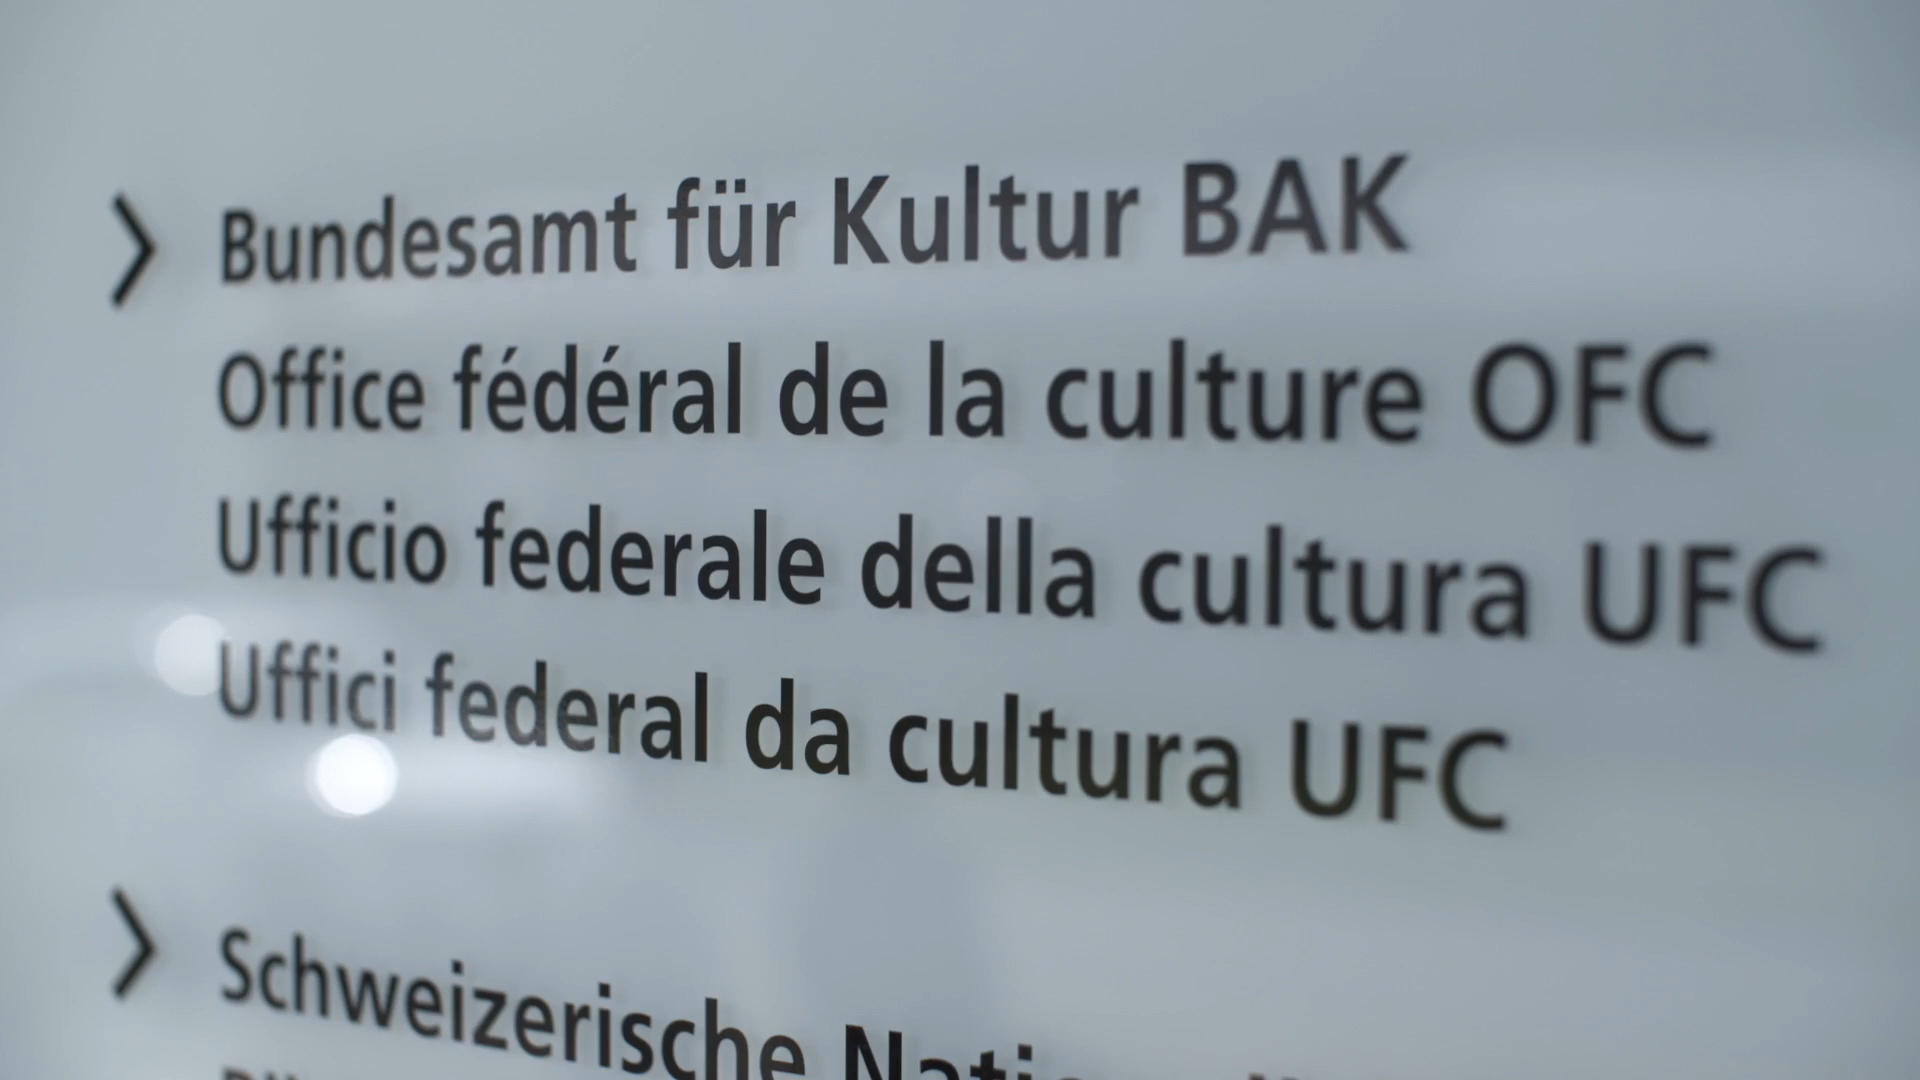 Bundesamt für Kultur BAK
Office fédéral de la culture OFC
Ufficio federale della cultura UFC
Uffici federal da cultura UFC
Schweizerische